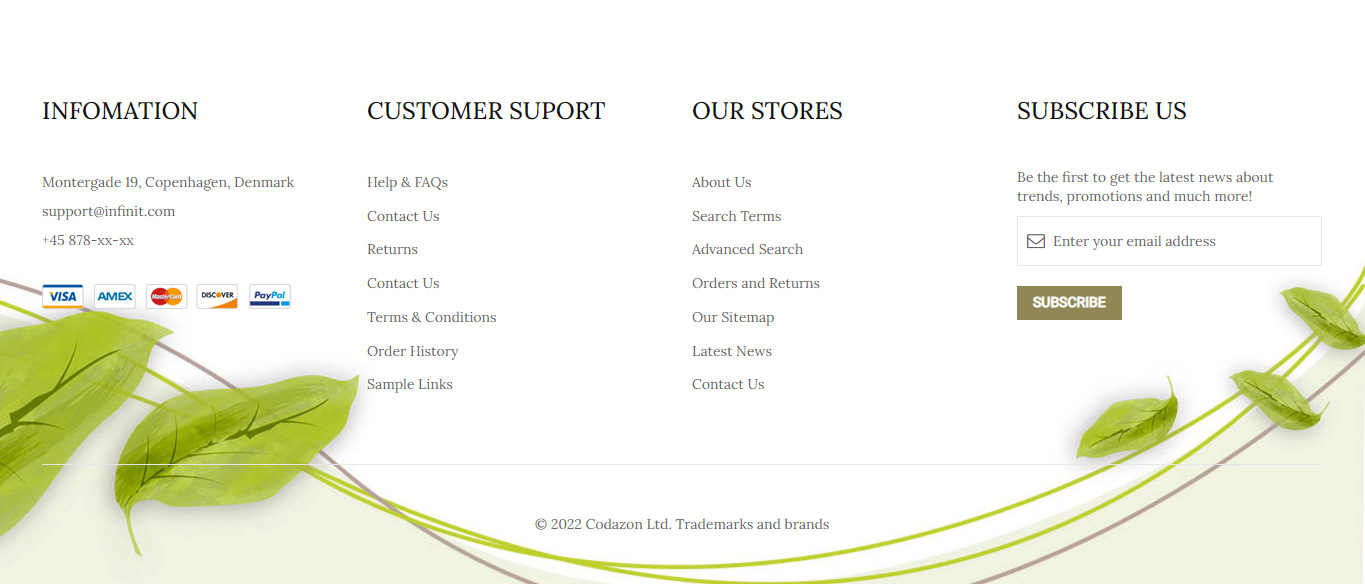 INFOMATION
Montergade 19, Copenhagen, Denmark
support@infinit.com
+45 878-xx-xx
VISA AMEX MasterCard DISCOVER PayPal
CUSTOMER SUPORT
Help & FAQs
Contact Us
Returns
Contact Us
Terms & Conditions
Order History
Sample Links
OUR STORES
About Us
Search Terms
Advanced Search
Orders and Returns
Our Sitemap
Latest News
Contact Us
SUBSCRIBE US
Be the first to get the latest news about
trends, promotions and much more!
Enter your email address
SUBSCRIBE
© 2022 Codazon Ltd. Trademarks and brands